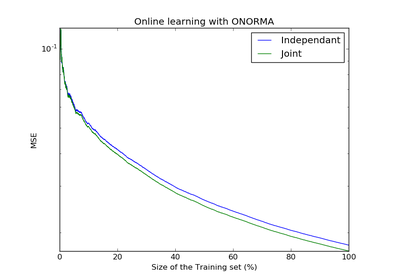 Online learning with ONORMA
Independant
Joint
10-1
MSE
0 20 40 60 80 100
Size of the Training set (%)